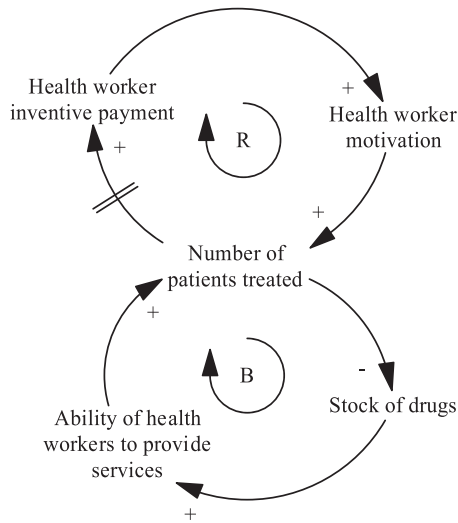 Health worker
inventive payment
+
+
Health worker
motivation
R
+
Number of
patients treated
+
B
-
Stock of drugs
Ability of health
workers to provide
services
+